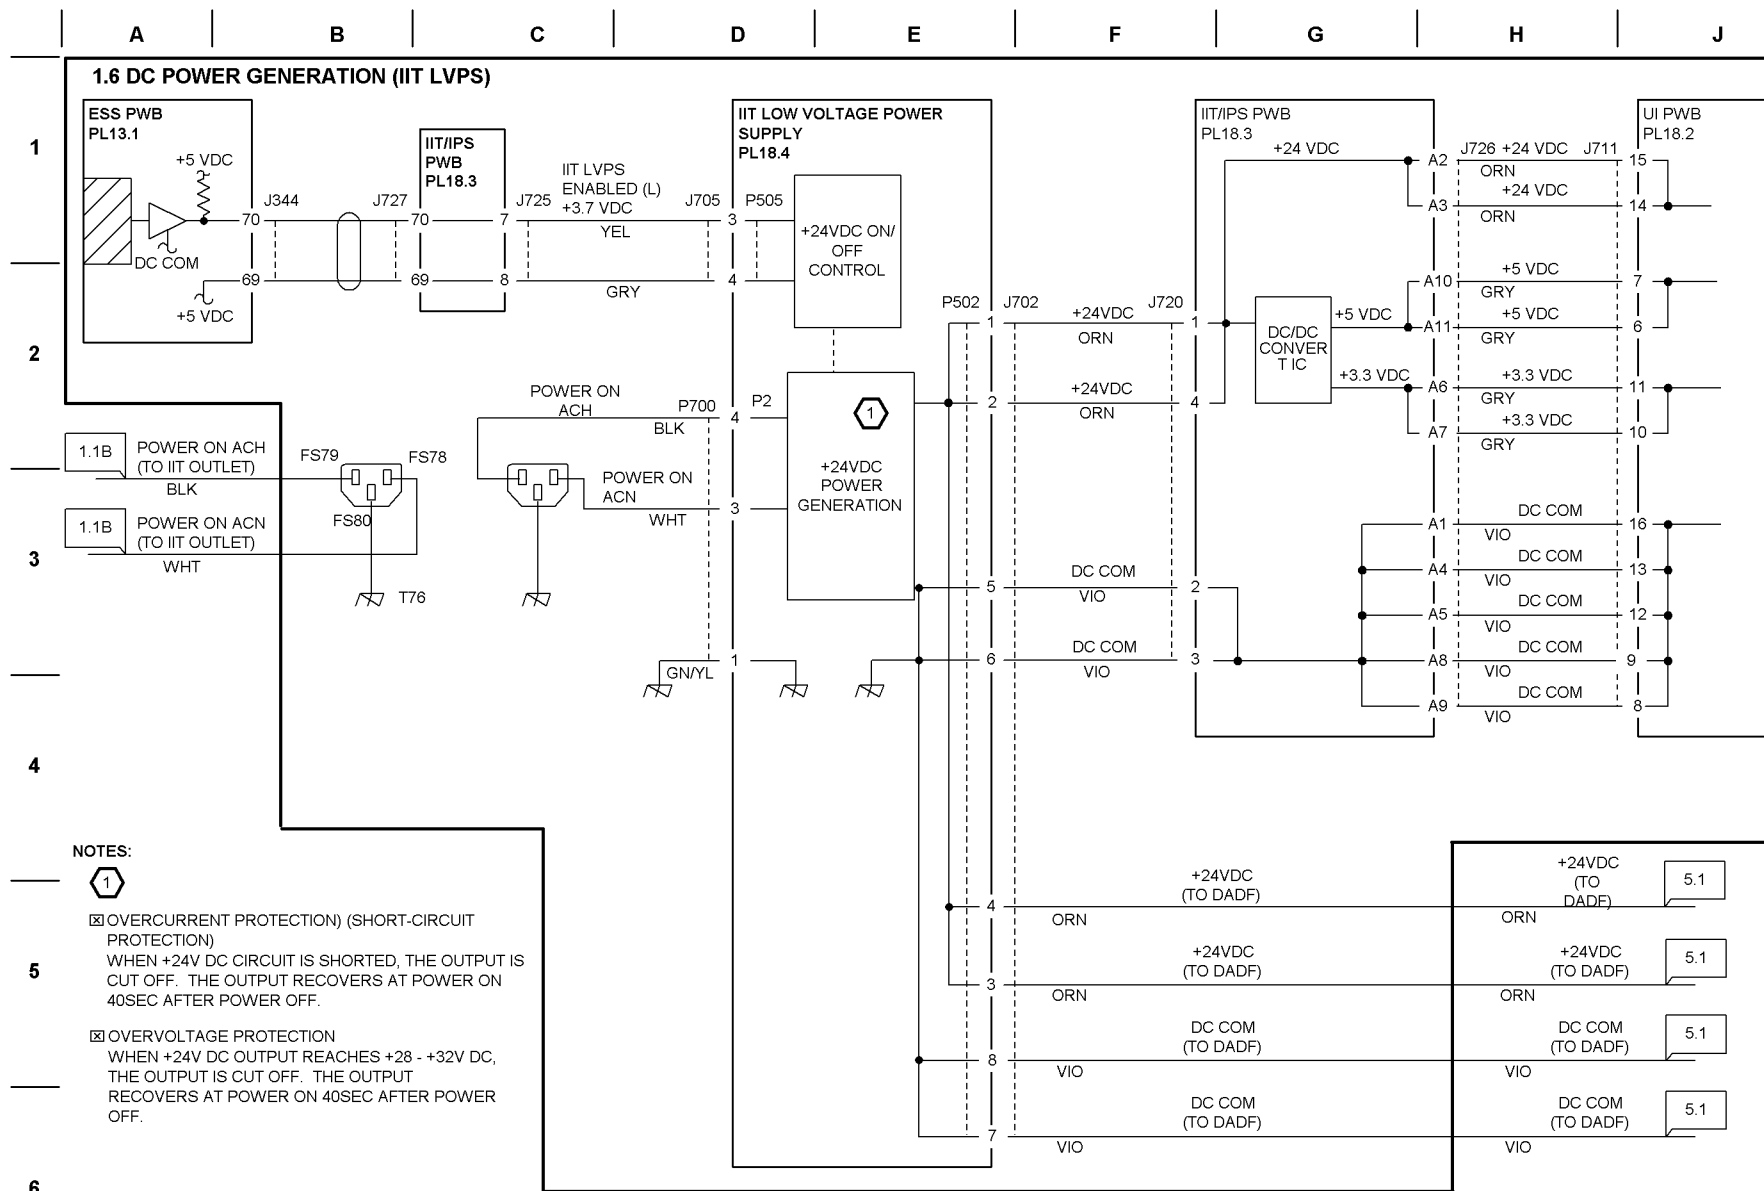 A B C D E F G H J
1.6 DC POWER GENERATION (IIT LVPS)
1
2
3
4
5
6
ESS PWB
PL13.1
+5 VDC
DC COM
+5 VDC
70
69
J344
J727
IIT/IPS
PWB
PL18.3
70
69
7
8
J725
IIT LVPS
ENABLED (L)
+3.7 VDC
YEL
GRY
J705
P505
3
4
IIT LOW VOLTAGE POWER
SUPPLY
PL18.4
+24VDC ON/
OFF
CONTROL
POWER ON
ACH
BLK
P700
P2
4
POWER ON
ACN
WHT
3
1
+24VDC
POWER
GENERATION
GN/YL
1
1.1B
POWER ON ACH
(TO IIT OUTLET)
BLK
1.1B
POWER ON ACN
(TO IIT OUTLET)
WHT
FS79
FS78
FS80
T76
P502
J702
J720
1
+24VDC
ORN
1
2
+24VDC
ORN
4
5
DC COM
VIO
2
6
DC COM
VIO
3
IIT/IPS PWB
PL18.3
+24 VDC
DC/DC
CONVER
T IC
+5 VDC
+3.3 VDC
UI PWB
PL18.2
J726
J711
A2
+24 VDC
ORN
15
A3
+24 VDC
ORN
14
A10
+5 VDC
GRY
7
A11
+5 VDC
GRY
6
A6
+3.3 VDC
GRY
11
A7
+3.3 VDC
GRY
10
A1
DC COM
VIO
16
A4
DC COM
VIO
13
A5
DC COM
VIO
12
A8
DC COM
VIO
9
A9
DC COM
VIO
8
4
+24VDC
(TO DADF)
ORN
+24VDC
(TO
DADF)
ORN
5.1
3
+24VDC
(TO DADF)
ORN
+24VDC
(TO DADF)
ORN
5.1
8
DC COM
(TO DADF)
VIO
DC COM
(TO DADF)
VIO
5.1
7
DC COM
(TO DADF)
VIO
DC COM
(TO DADF)
VIO
5.1
NOTES:
1
OVERCURRENT PROTECTION) (SHORT-CIRCUIT
PROTECTION)
WHEN +24V DC CIRCUIT IS SHORTED, THE OUTPUT IS
CUT OFF. THE OUTPUT RECOVERS AT POWER ON
40SEC AFTER POWER OFF.
OVERVOLTAGE PROTECTION
WHEN +24V DC OUTPUT REACHES +28 - +32V DC,
THE OUTPUT IS CUT OFF. THE OUTPUT
RECOVERS AT POWER ON 40SEC AFTER POWER
OFF.